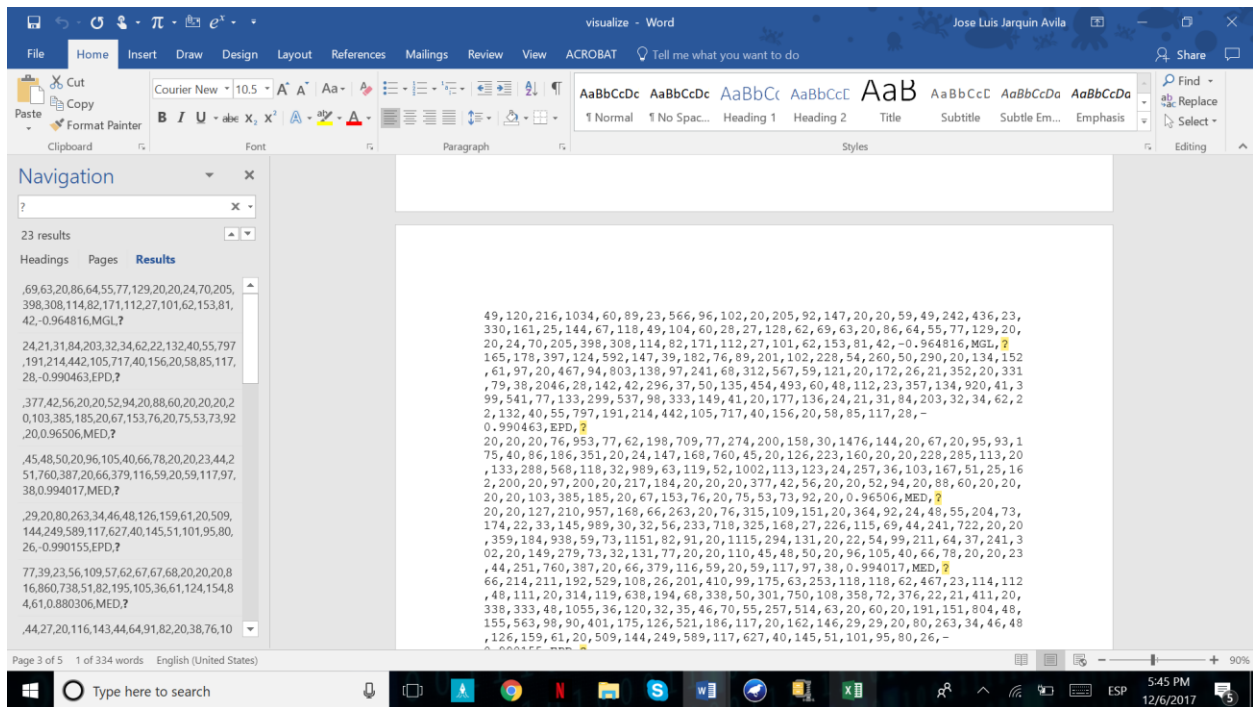 visualize - Word
Jose Luis Jarquin Avila
File Home Insert Draw Design Layout References Mailings Review View ACROBAT Tell me what you want to do
Share
Cut
Copy
Format Painter
Paste
Courier New 10.5
AaBbCcDc AaBbCcDc AaBbCc AaBbCcD AaB AaBbCcD AaBbCcDa AaBbCcDa
¶ Normal ¶ No Spac... Heading 1 Heading 2 Title Subtitle Subtle Em... Emphasis
Find
Replace
Select
Clipboard Font Paragraph Styles Editing
Navigation
?
23 results
Headings Pages Results
,69,63,20,86,64,55,77,129,20,20,24,70,205,
398,308,114,82,171,112,27,101,62,153,81,
42,-0.964816,MGL,?
24,21,31,84,203,32,34,62,22,132,40,55,797
,191,214,442,105,717,40,156,20,58,85,117,
28,-0.990463,EPD,?
,377,42,56,20,20,52,94,20,88,60,20,20,20,2
0,103,385,185,20,67,153,76,20,75,53,73,92
,20,0.96506,MED,?
,45,48,50,20,96,105,40,66,78,20,20,23,44,2
51,760,387,20,66,379,116,59,20,59,117,97,
38,0.994017,MED,?
,29,20,80,263,34,46,48,126,159,61,20,509,
144,249,589,117,627,40,145,51,101,95,80,
26,-0.990155,EPD,?
77,39,23,56,109,57,62,67,67,68,20,20,20,8
16,860,738,51,82,195,105,36,61,124,154,8
4,61,0.880306,MED,?
,44,27,20,116,143,44,64,91,82,20,38,76,10
49,120,216,1034,60,89,23,566,96,102,20,205,92,147,20,20,59,49,242,436,23,
330,161,25,144,67,118,49,104,60,28,27,128,62,69,63,20,86,64,55,77,129,20,
20,24,70,205,398,308,114,82,171,112,27,101,62,153,81,42,-0.964816,MGL,?
165,178,397,124,592,147,39,182,76,89,201,102,228,54,260,50,290,20,134,152
,61,97,20,467,94,803,138,97,241,68,312,567,59,121,20,172,26,21,352,20,331
,79,38,2046,28,142,42,296,37,50,135,454,493,60,48,112,23,357,134,920,41,3
99,541,77,133,299,537,98,333,149,41,20,177,136,24,21,31,84,203,32,34,62,2
2,132,40,55,797,191,214,442,105,717,40,156,20,58,85,117,28,-
0.990463,EPD,?
20,20,20,76,953,77,62,198,709,77,274,200,158,30,1476,144,20,67,20,95,93,1
75,40,86,186,351,20,24,147,168,760,45,20,126,223,160,20,20,228,285,113,20
,133,288,568,118,32,989,63,119,52,1002,113,123,24,257,36,103,167,51,25,16
2,200,20,97,200,20,217,184,20,20,20,377,42,56,20,20,52,94,20,88,60,20,20,
20,20,103,385,185,20,67,153,76,20,75,53,73,92,20,0.96506,MED,?
20,20,127,210,957,168,66,263,20,76,315,109,151,20,364,92,24,48,55,204,73,
174,22,33,145,989,30,32,56,233,718,325,168,27,226,115,69,44,241,722,20,20
,359,184,938,59,73,1151,82,91,20,1115,294,131,20,22,54,99,211,64,37,241,3
02,20,149,279,73,32,131,77,20,20,110,45,48,50,20,96,105,40,66,78,20,20,23
,44,251,760,387,20,66,379,116,59,20,59,117,97,38,0.994017,MED,?
66,214,211,192,529,108,26,201,410,99,175,63,253,118,118,62,467,23,114,112
,48,111,20,314,119,638,194,68,338,50,301,750,108,358,72,376,22,21,411,20,
338,333,48,1055,36,120,32,35,46,70,55,257,514,63,20,60,20,191,151,804,48,
155,563,98,90,401,175,126,521,186,117,20,162,146,29,29,20,80,263,34,46,48
,126,159,61,20,509,144,249,589,117,627,40,145,51,101,95,80,26,-
0.990155,EPD,?
Page 3 of 5 1 of 334 words English (United States)
90%
Type here to search
ESP
5:45 PM
12/6/2017